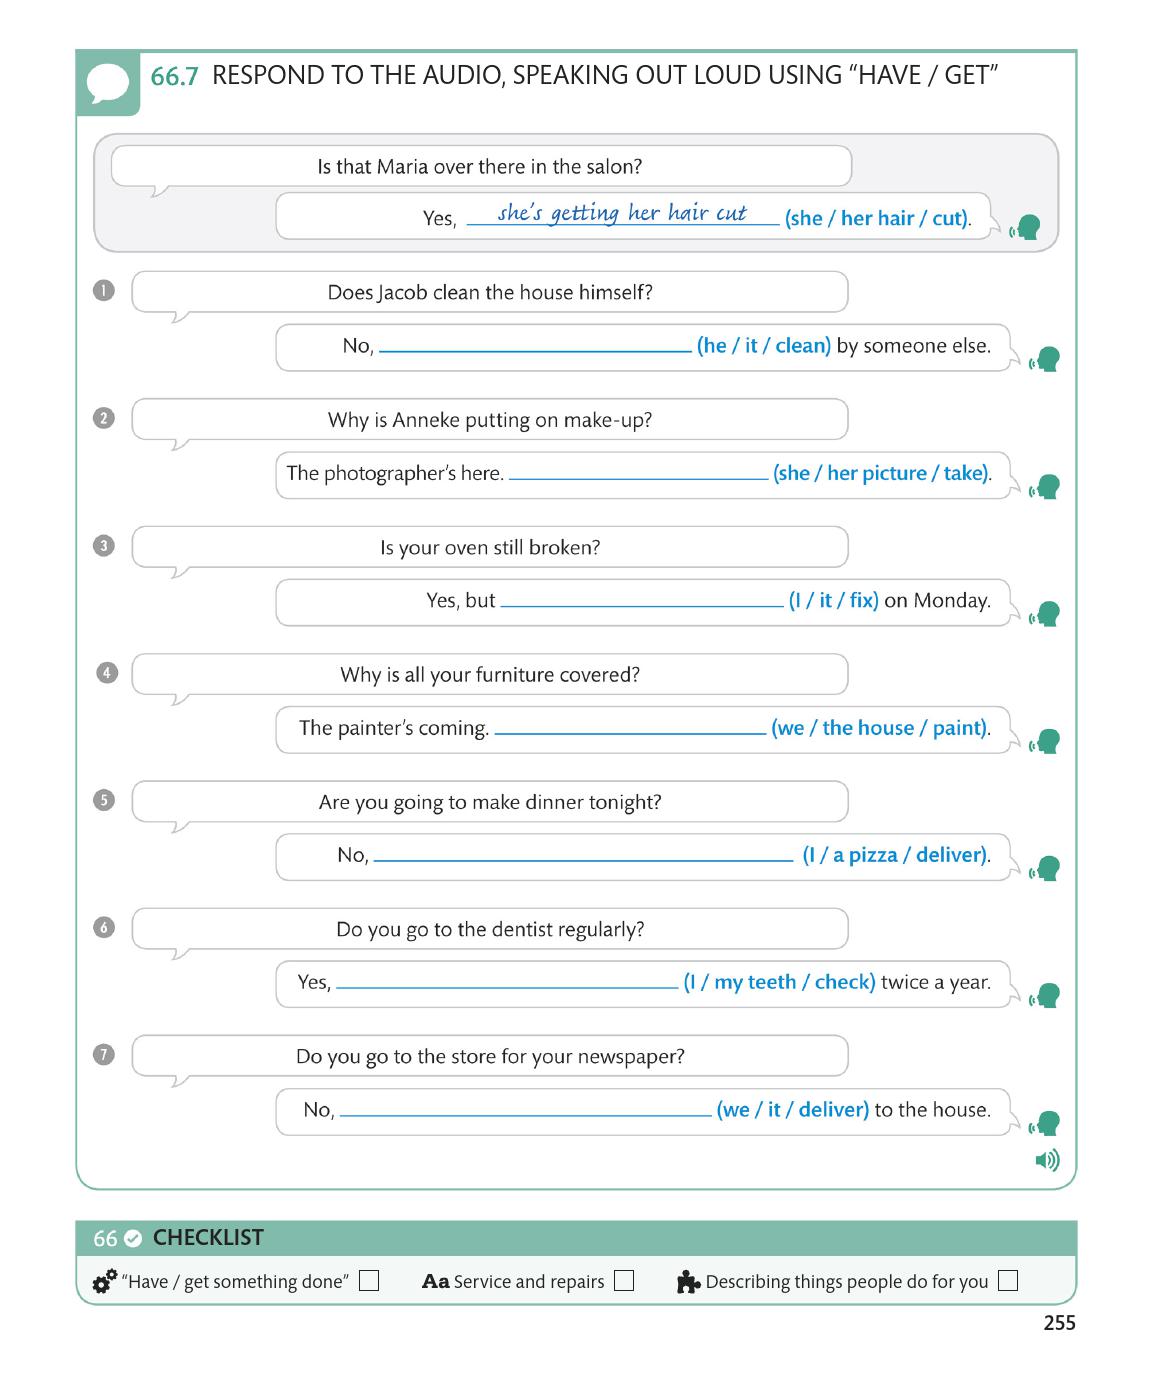 66.7 RESPOND TO THE AUDIO, SPEAKING OUT LOUD USING “HAVE / GET”
Is that Maria over there in the salon?
Yes, she's getting her hair cut (she / her hair / cut).
1 Does Jacob clean the house himself?
No, ____ (he / it / clean) by someone else.
2 Why is Anneke putting on make-up?
The photographer’s here. ____ (she / her picture / take).
3 Is your oven still broken?
Yes, but ____ (I / it / fix) on Monday.
4 Why is all your furniture covered?
The painter’s coming. ____ (we / the house / paint).
5 Are you going to make dinner tonight?
No, ____ (I / a pizza / deliver).
6 Do you go to the dentist regularly?
Yes, ____ (I / my teeth / check) twice a year.
7 Do you go to the store for your newspaper?
No, ____ (we / it / deliver) to the house.
66 CHECKLIST
“Have / get something done” Aa Service and repairs Describing things people do for you
255